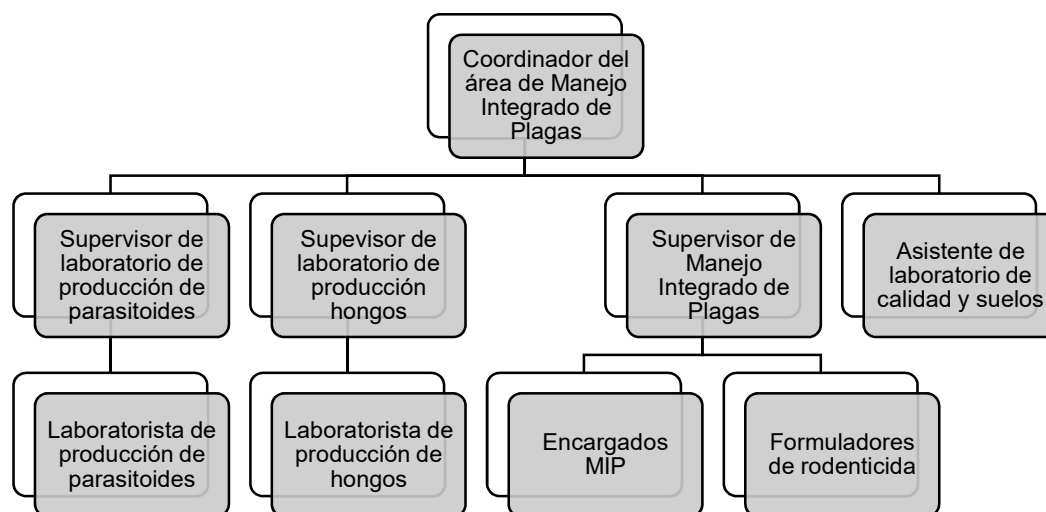 Coordinador del
área de Manejo
Integrado de
Plagas
Supervisor de
laboratorio de
producción de
parasitoides
Supevisor de
laboratorio de
producción
hongos
Supervisor de
Manejo
Integrado de
Plagas
Asistente de
laboratorio de
calidad y suelos
Laboratorista de
producción de
parasitoides
Laboratorista de
producción de
hongos
Encargados
MIP
Formuladores
de rodenticida